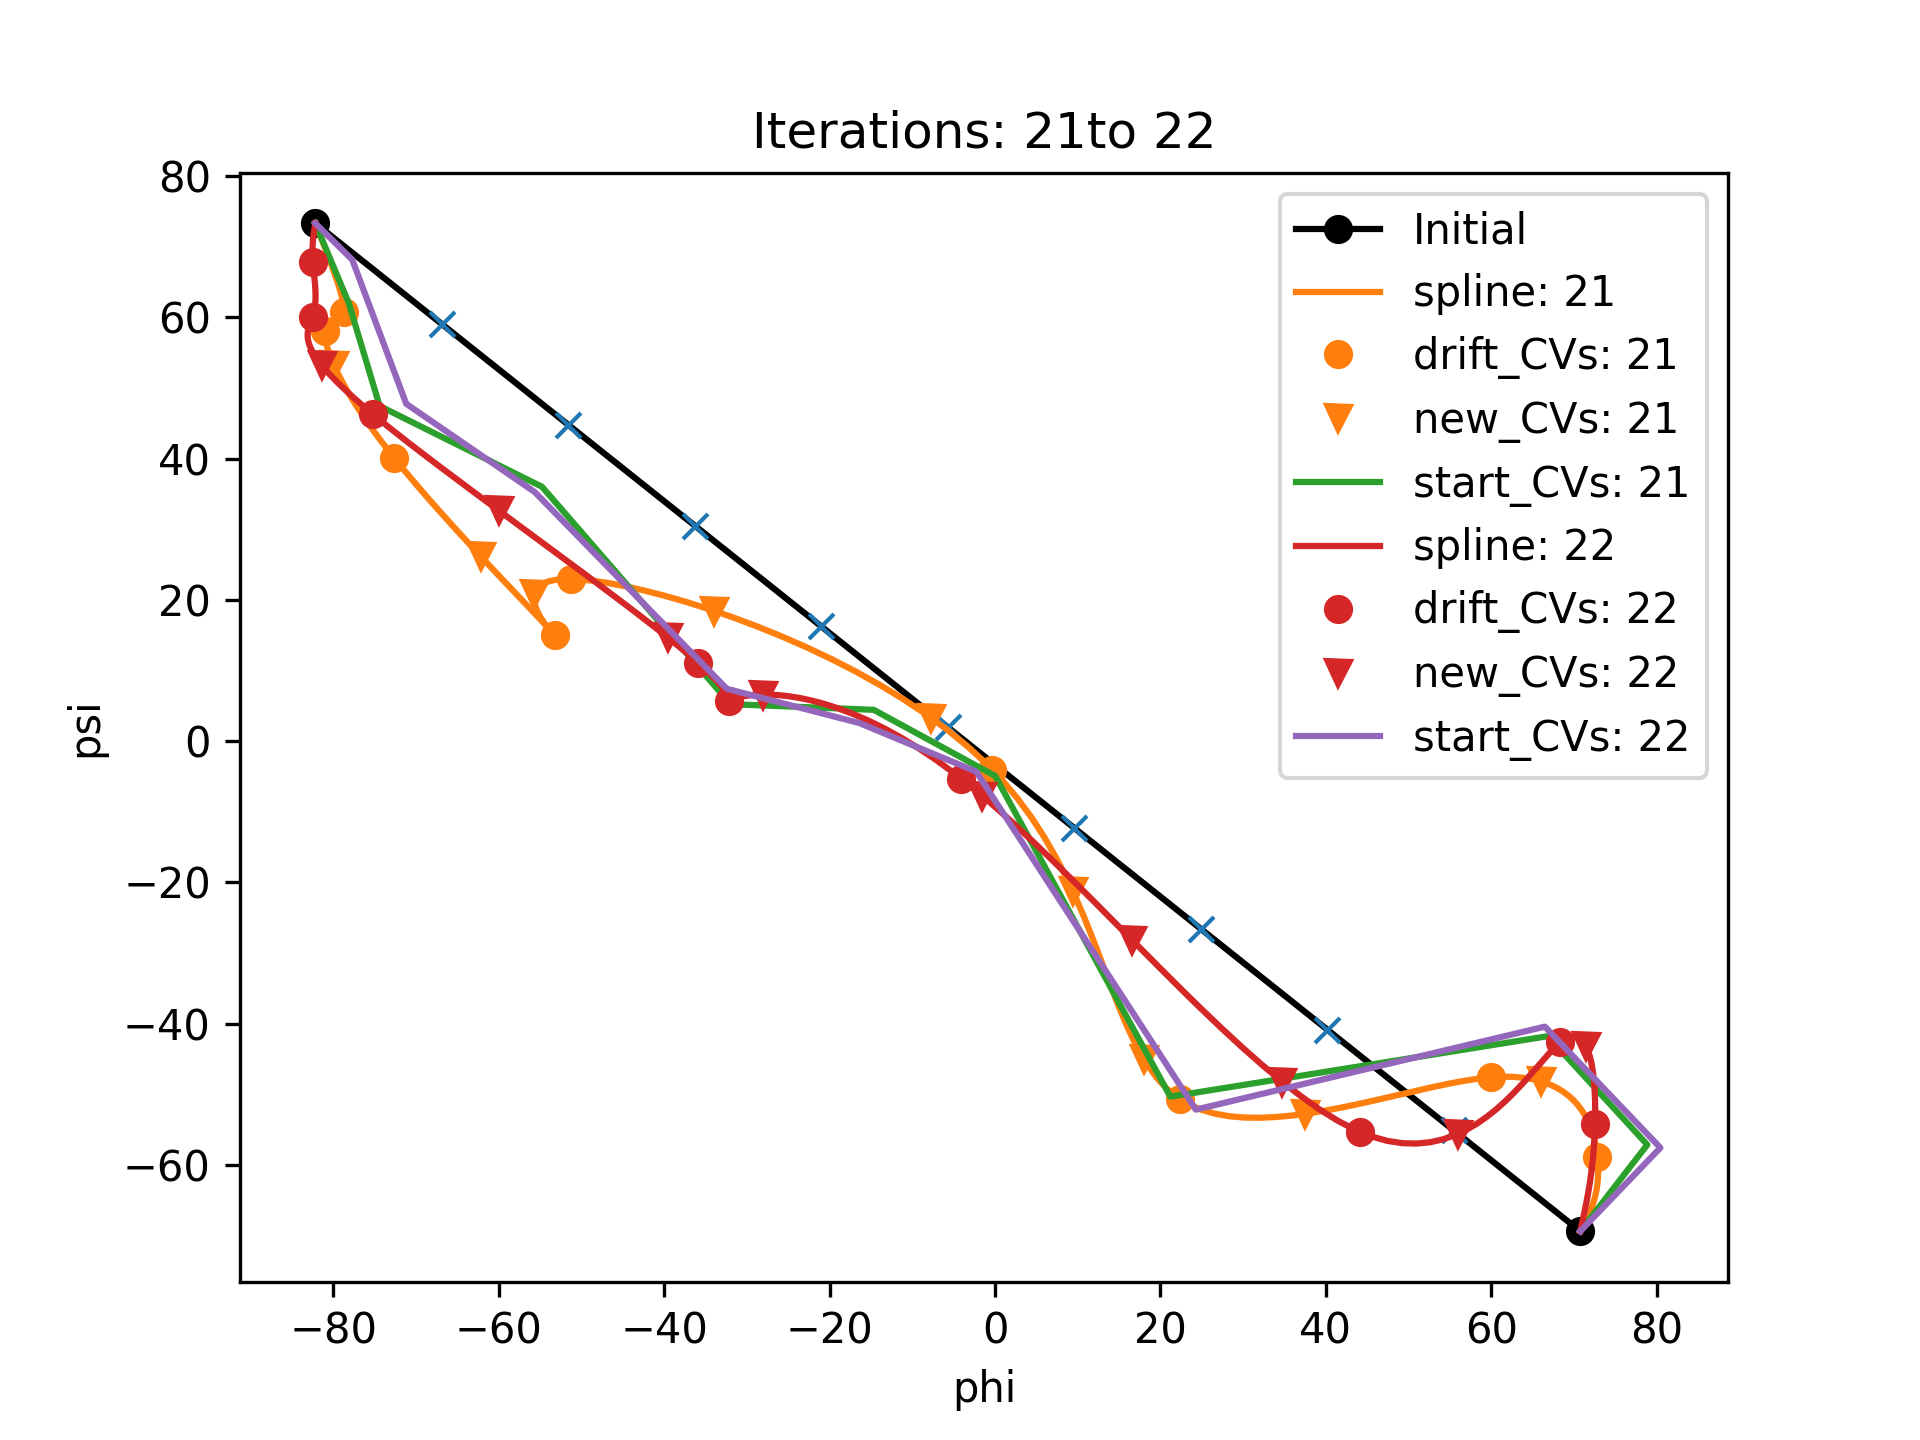 Iterations: 21to 22
80
60
40
20
0
−20
−40
−60
psi
−80
−60
−40
−20
0
20
40
60
80
phi
Initial
spline: 21
drift_CVs: 21
new_CVs: 21
start_CVs: 21
spline: 22
drift_CVs: 22
new_CVs: 22
start_CVs: 22